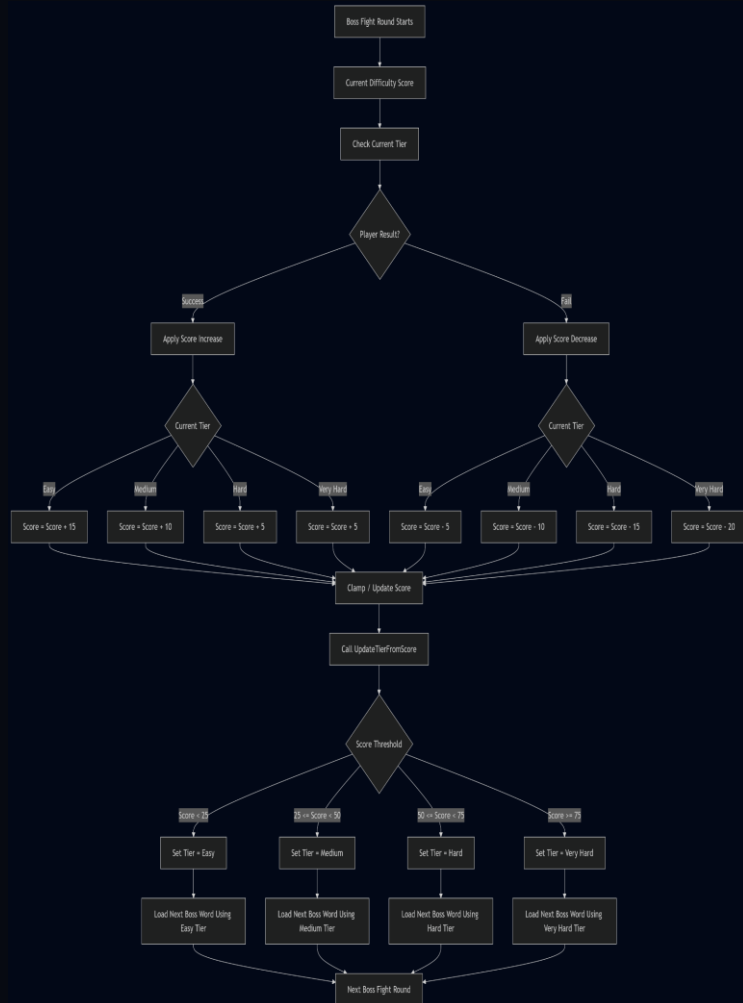 Boss Fight Round Starts
Current Difficulty Score
Check Current Tier
Player Result?
Success
Fail
Apply Score Increase
Apply Score Decrease
Current Tier
Current Tier
Easy
Medium
Hard
Very Hard
Easy
Medium
Hard
Very Hard
Score = Score + 15
Score = Score + 10
Score = Score + 5
Score = Score + 5
Score = Score - 5
Score = Score - 10
Score = Score - 15
Score = Score - 20
Clamp / Update Score
Call UpdateTierFromScore
Score Threshold
Score < 25
25 <= Score < 50
50 <= Score < 75
Score >= 75
Set Tier = Easy
Set Tier = Medium
Set Tier = Hard
Set Tier = Very Hard
Load Next Boss Word Using
Easy Tier
Load Next Boss Word Using
Medium Tier
Load Next Boss Word Using
Hard Tier
Load Next Boss Word Using
Very Hard Tier
Next Boss Fight Round